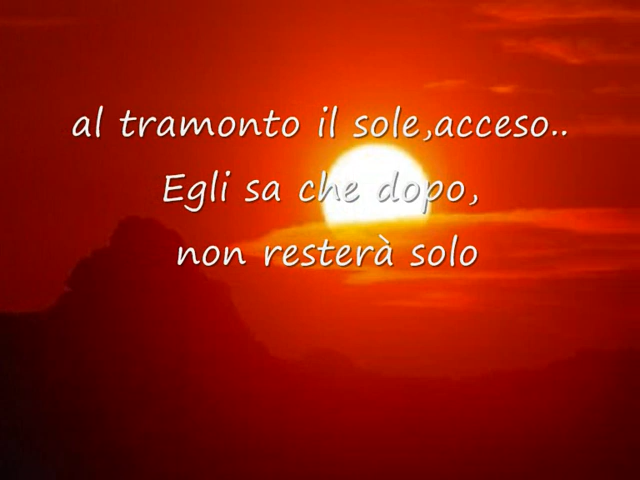 al tramonto il sole,acceso..
Egli sa che dopo,
non resterà solo